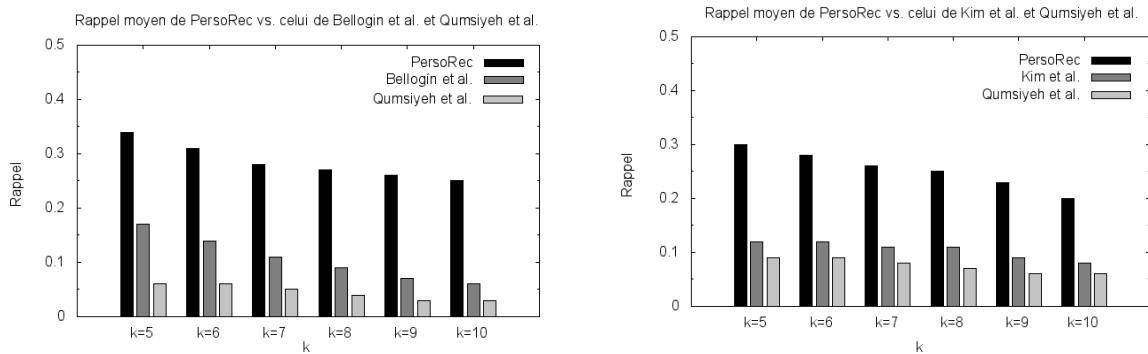 Rappel moyen de PersoRec vs. celui de Bellogin et al. et Qumsiyeh et al.
0.5
0.4
0.3
0.2
0.1
0
Rappel
PersoRec
Bellogín et al.
Qumsiyeh et al.
k=5 k=6 k=7 k=8 k=9 k=10
k
Rappel moyen de PersoRec vs. celui de Kim et al. et Qumsiyeh et al.
0.5
0.4
0.3
0.2
0.1
0
Rappel
PersoRec
Kim et al.
Qumsiyeh et al.
k=5 k=6 k=7 k=8 k=9 k=10
k